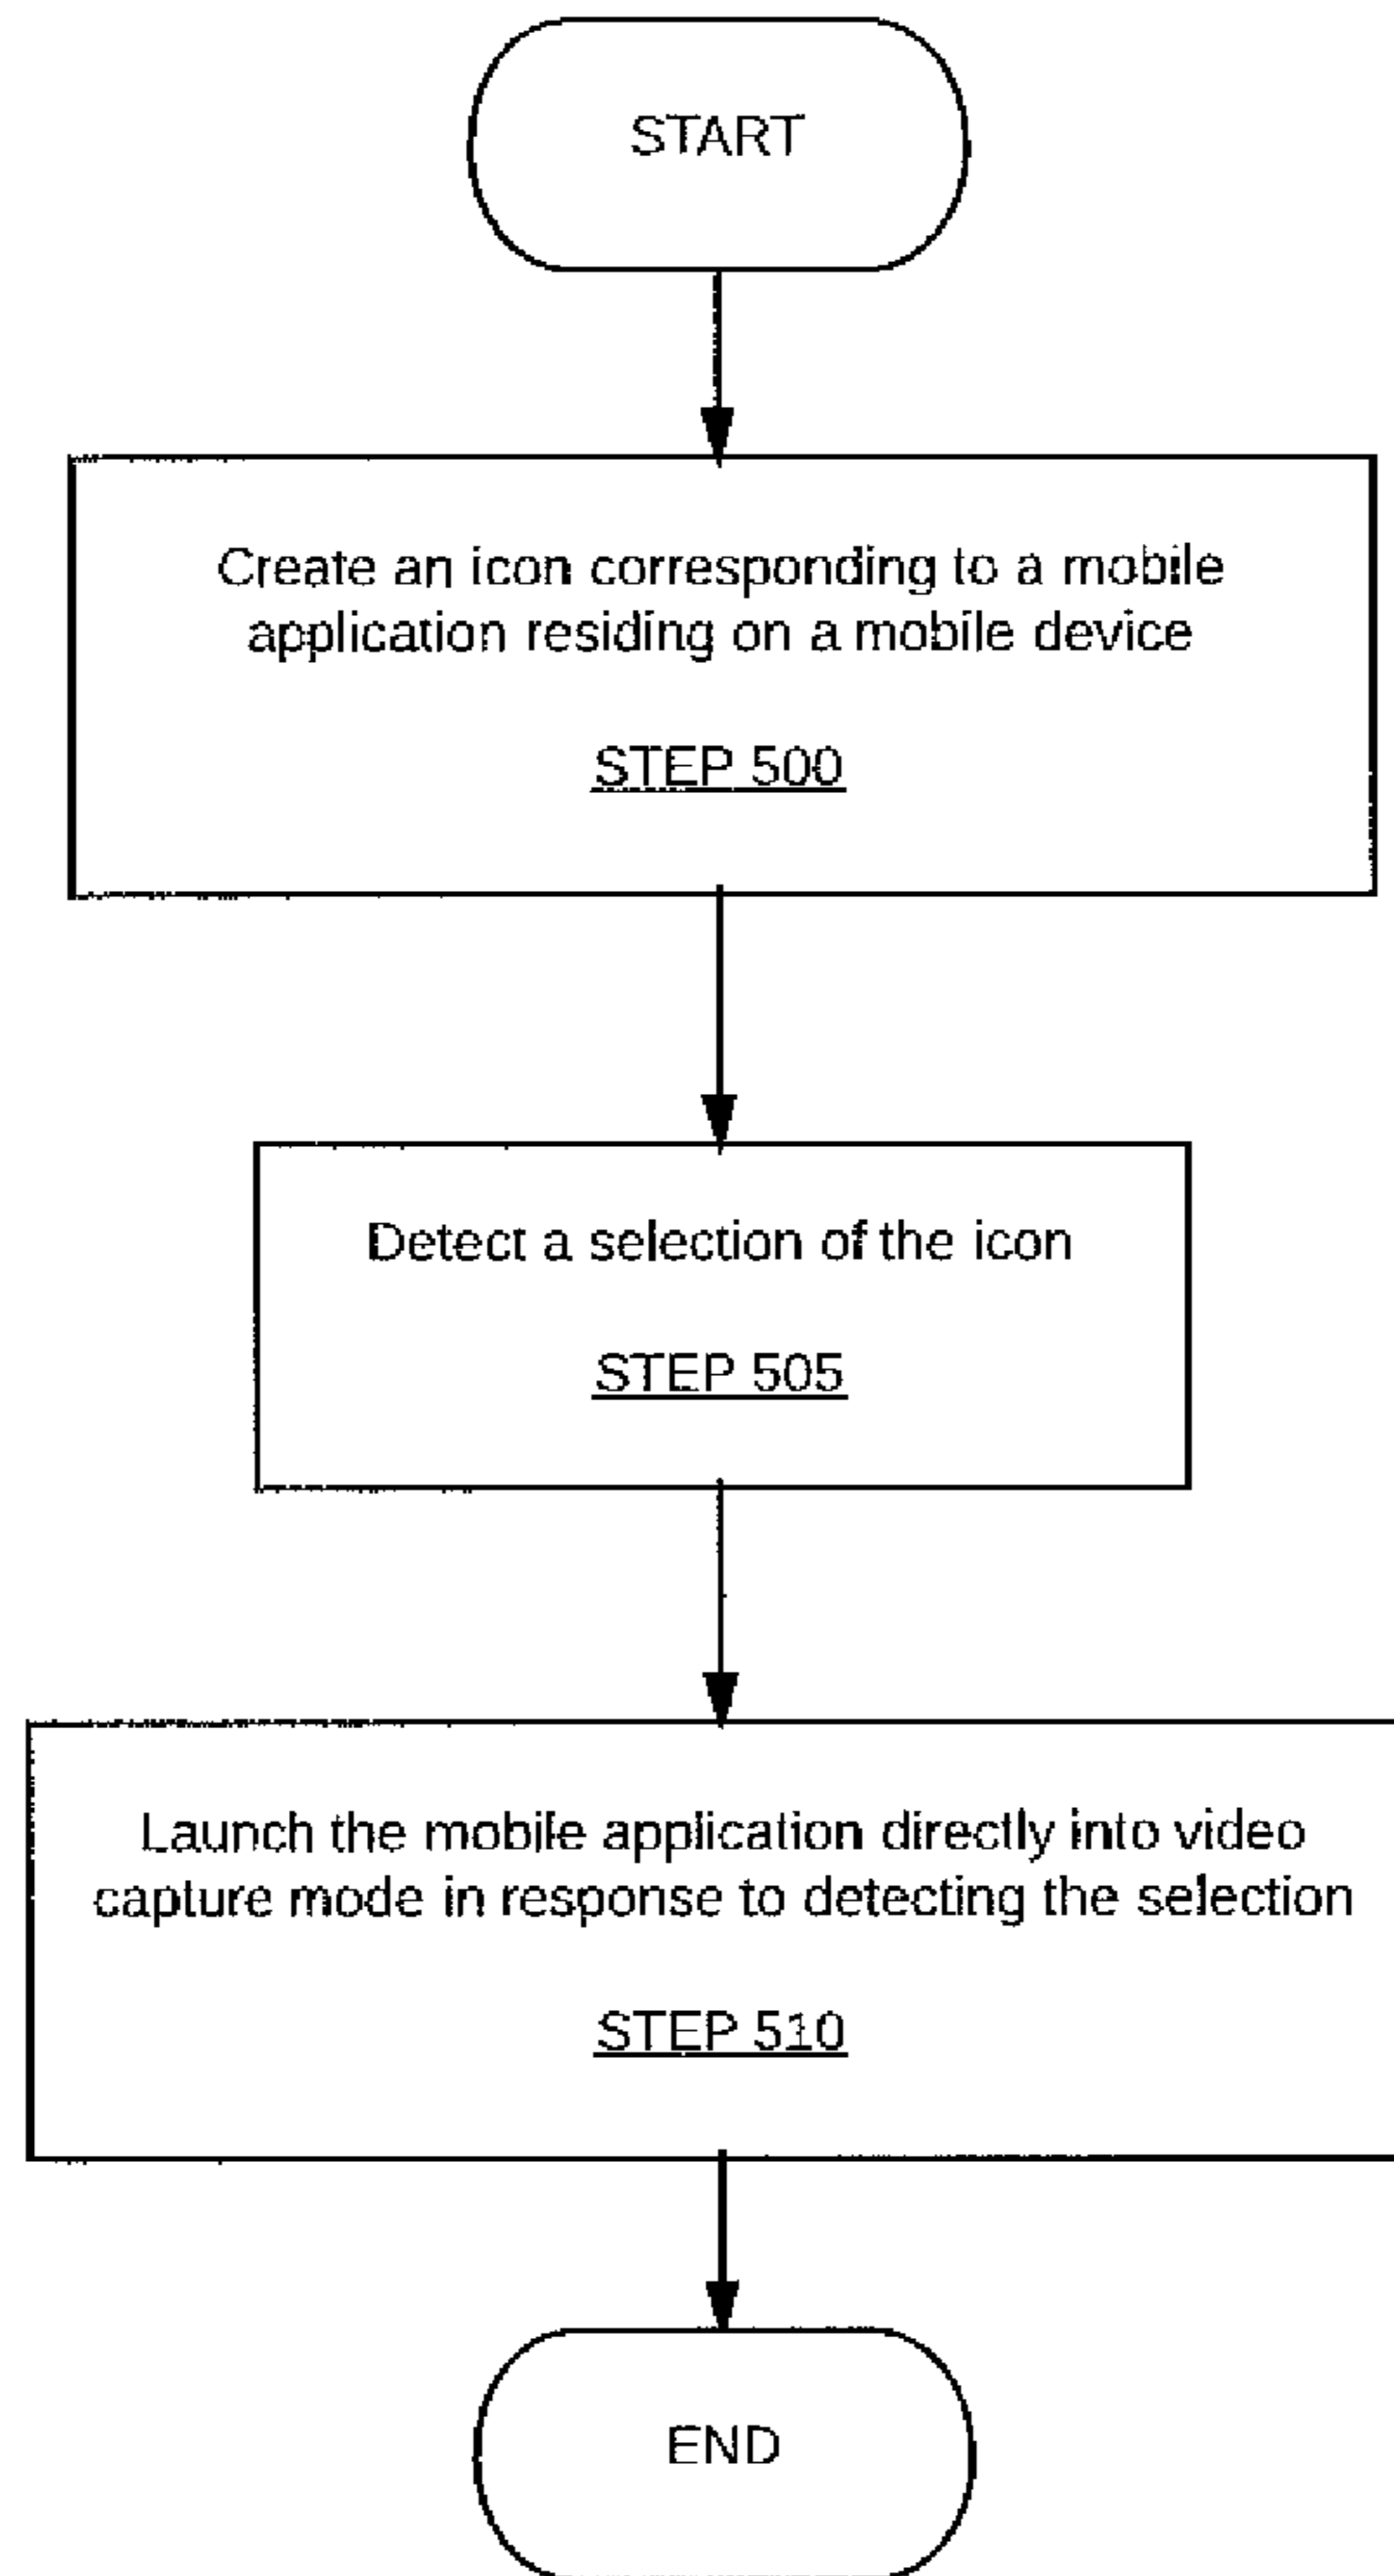 START
Create an icon corresponding to a mobile
application residing on a mobile device
STEP 500
Detect a selection of the icon
STEP 505
Launch the mobile application directly into video
capture mode in response to detecting the selection
STEP 510
END